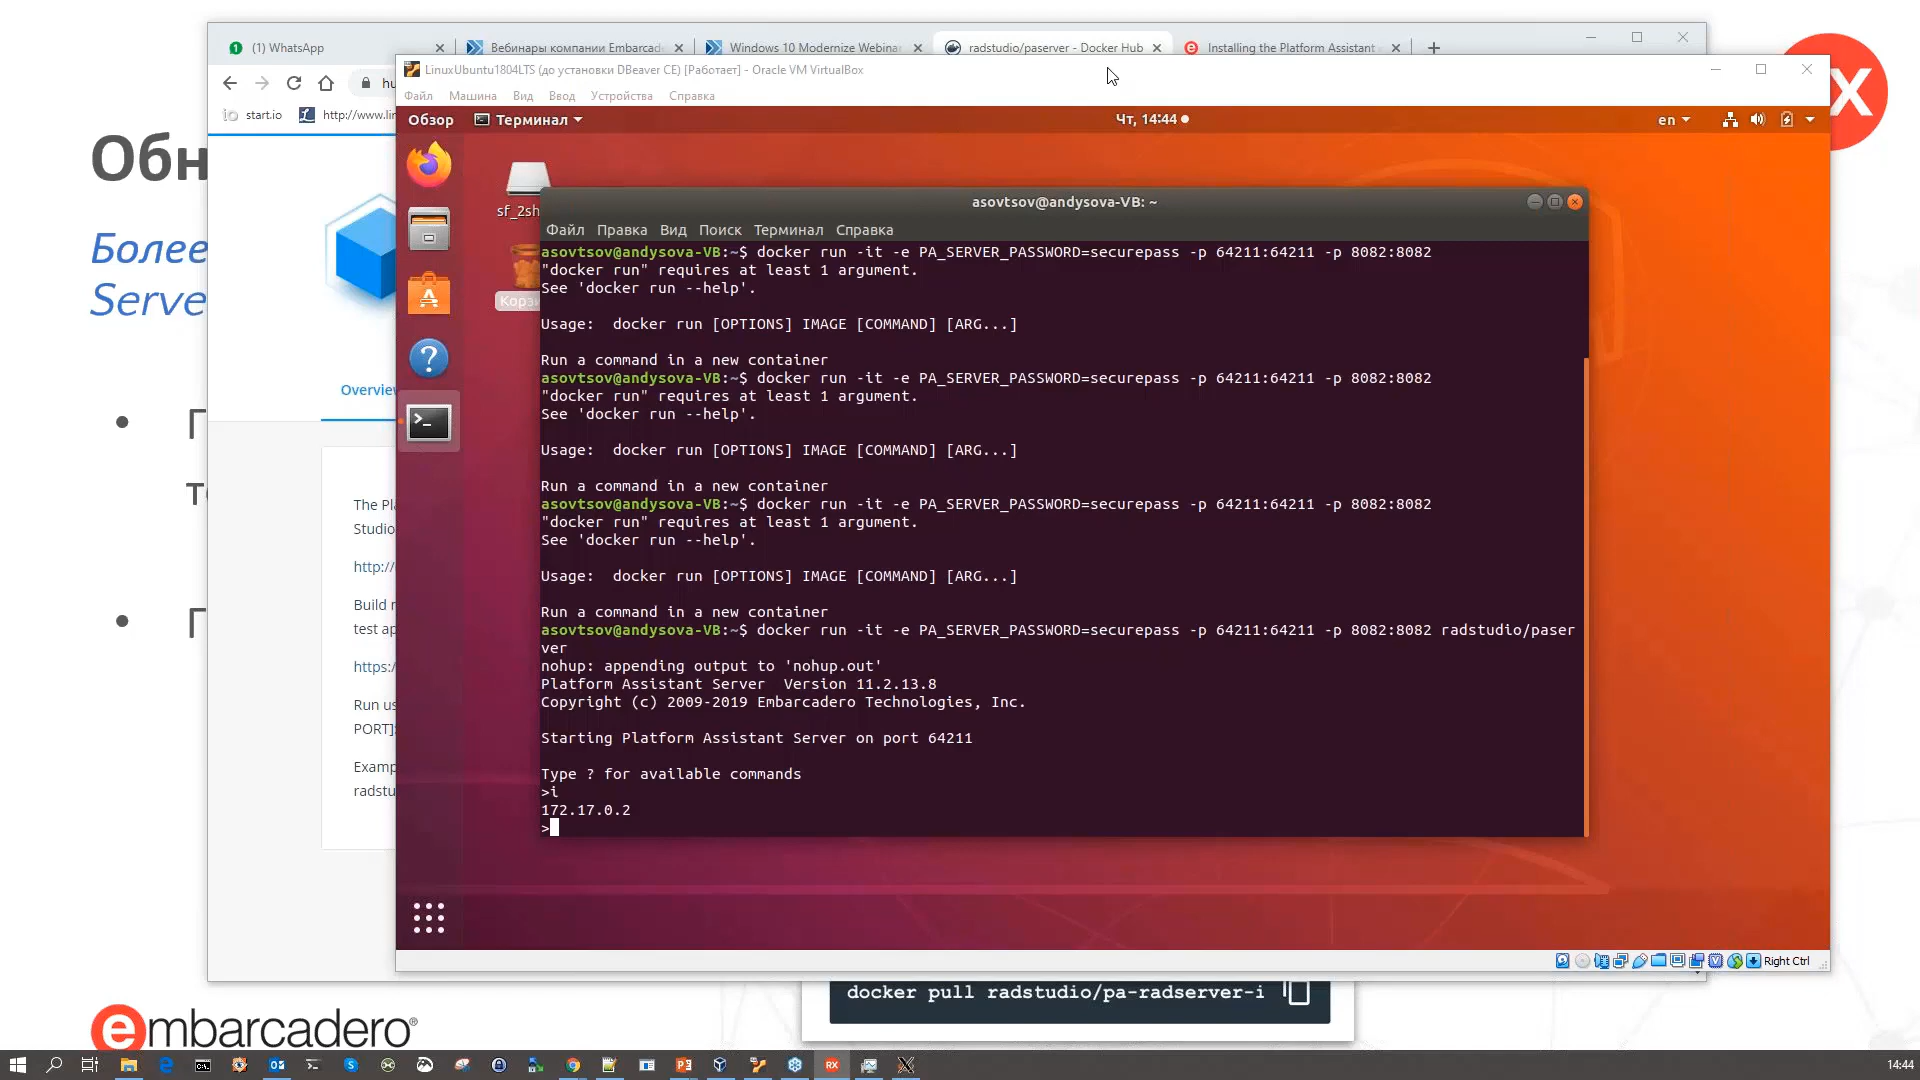 (1) WhatsApp
Вебинары компании Embarcade
Windows 10 Modernize Webinar
radstudio/paserver - Docker Hub
Installing the Platform Assistant
LinuxUbuntu1804LTS (до установки DBeaver CE) [Работает] - Oracle VM VirtualBox
Файл Машина Вид Ввод Устройства Справка
start.io
http://www.lin
Обзор
Терминал
Чт, 14:44
en
X
Обн
Более
Serve
sf_2sh
Корзи
asovtsov@andysova-VB: ~
Файл Правка Вид Поиск Терминал Справка
asovtsov@andysova-VB:~$ docker run -it -e PA_SERVER_PASSWORD=securepass -p 64211:64211 -p 8082:8082
"docker run" requires at least 1 argument.
See 'docker run --help'.
Usage:  docker run [OPTIONS] IMAGE [COMMAND] [ARG...]
Run a command in a new container
asovtsov@andysova-VB:~$ docker run -it -e PA_SERVER_PASSWORD=securepass -p 64211:64211 -p 8082:8082
"docker run" requires at least 1 argument.
See 'docker run --help'.
Usage:  docker run [OPTIONS] IMAGE [COMMAND] [ARG...]
Run a command in a new container
asovtsov@andysova-VB:~$ docker run -it -e PA_SERVER_PASSWORD=securepass -p 64211:64211 -p 8082:8082
"docker run" requires at least 1 argument.
See 'docker run --help'.
Usage:  docker run [OPTIONS] IMAGE [COMMAND] [ARG...]
Run a command in a new container
asovtsov@andysova-VB:~$ docker run -it -e PA_SERVER_PASSWORD=securepass -p 64211:64211 -p 8082:8082 radstudio/paser
ver
nohup: appending output to 'nohup.out'
Platform Assistant Server  Version 11.2.13.8
Copyright (c) 2009-2019 Embarcadero Technologies, Inc.
Starting Platform Assistant Server on port 64211
Type ? for available commands
>i
172.17.0.2
>
Overview
The Pla
Studio
http://
Build r
test ap
https:/
Run us
PORT]:
Examp
radstu
Right Ctrl
docker pull radstudio/pa-radserver-i
embarcadero®
14:44